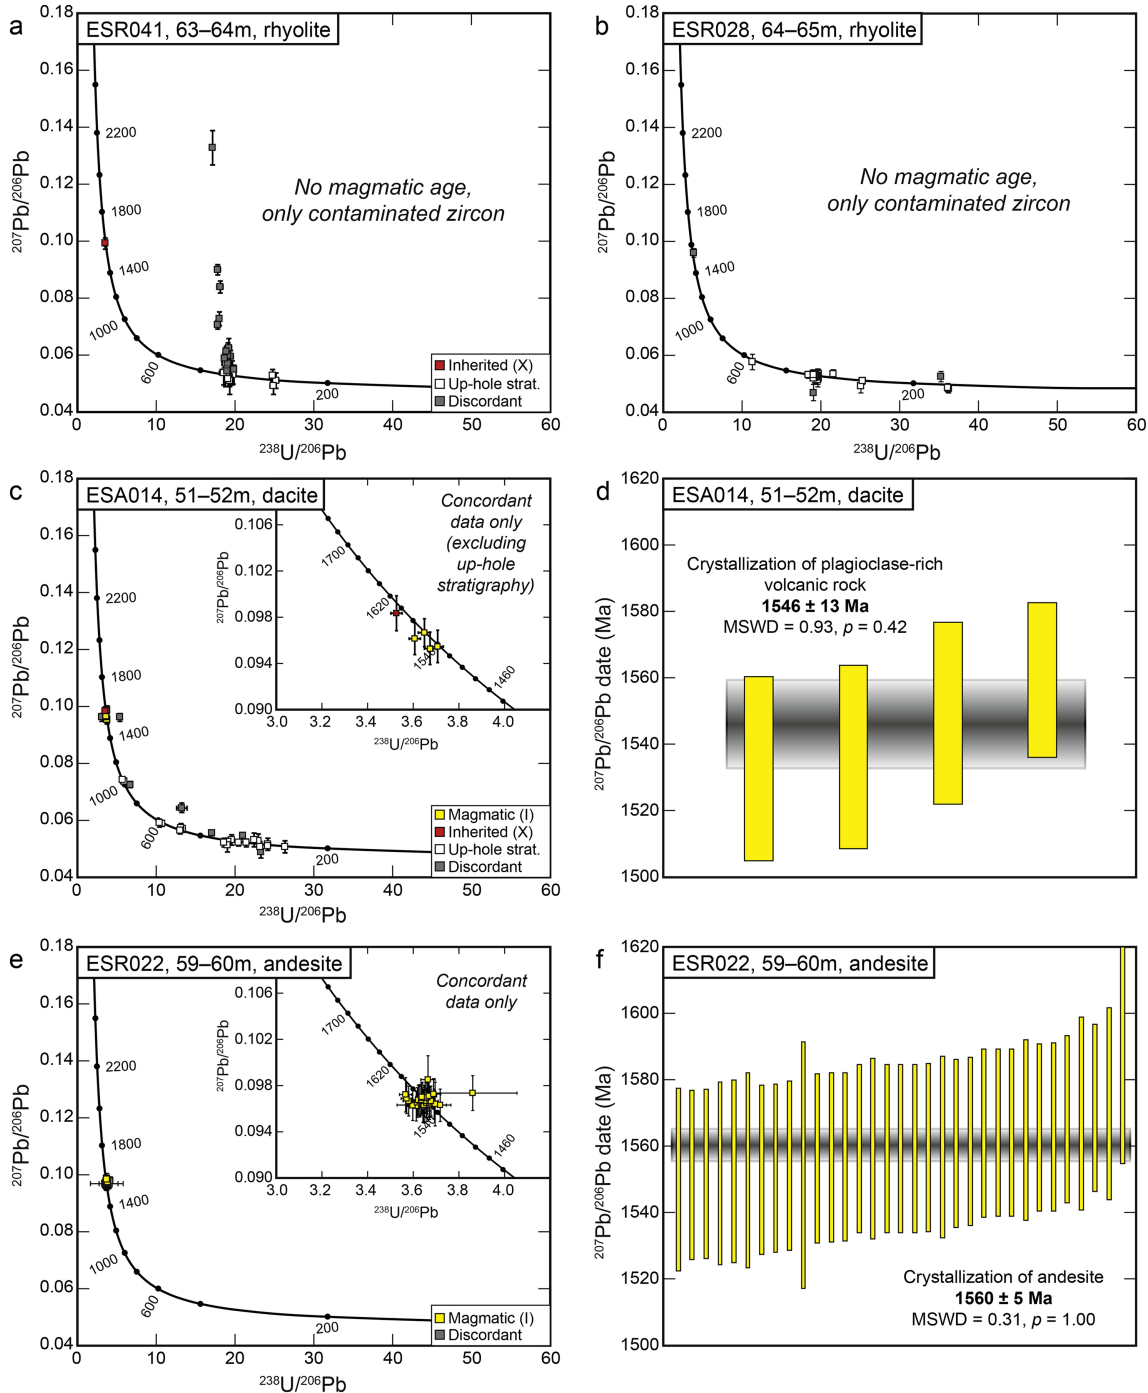 a
ESR041, 63–64m, rhyolite
0.18
0.16
0.14
0.12
0.10
0.08
0.06
0.04
207Pb/206Pb
2200
1800
1400
1000
600
200
No magmatic age,
only contaminated zircon
Inherited (X)
Up-hole strat.
Discordant
0 10 20 30 40 50 60
238U/206Pb
b
ESR028, 64–65m, rhyolite
0.18
0.16
0.14
0.12
0.10
0.08
0.06
0.04
207Pb/206Pb
2200
1800
1400
1000
600
200
No magmatic age,
only contaminated zircon
0 10 20 30 40 50 60
238U/206Pb
c
ESA014, 51–52m, dacite
0.18
0.16
0.14
0.12
0.10
0.08
0.06
0.04
207Pb/206Pb
2200
1800
1400
1000
600
200
Concordant
data only
(excluding
up-hole
stratigraphy)
0.106
0.102
0.098
0.094
0.090
207Pb/206Pb
1700
1620
1540
1460
3.0 3.2 3.4 3.6 3.8 4.0
238U/206Pb
Magmatic (I)
Inherited (X)
Up-hole strat.
Discordant
0 10 20 30 40 50 60
238U/206Pb
d
ESA014, 51–52m, dacite
1620
1600
1580
1560
1540
1520
1500
207Pb/206Pb date (Ma)
Crystallization of plagioclase-rich
volcanic rock
1546 ± 13 Ma
MSWD = 0.93, p = 0.42
e
ESR022, 59–60m, andesite
0.18
0.16
0.14
0.12
0.10
0.08
0.06
0.04
207Pb/206Pb
2200
1800
1400
1000
600
200
Concordant
data only
0.106
0.102
0.098
0.094
0.090
207Pb/206Pb
1700
1620
1540
1460
3.0 3.2 3.4 3.6 3.8 4.0
238U/206Pb
Magmatic (I)
Discordant
0 10 20 30 40 50 60
238U/206Pb
f
ESR022, 59–60m, andesite
1620
1600
1580
1560
1540
1520
1500
207Pb/206Pb date (Ma)
Crystallization of andesite
1560 ± 5 Ma
MSWD = 0.31, p = 1.00